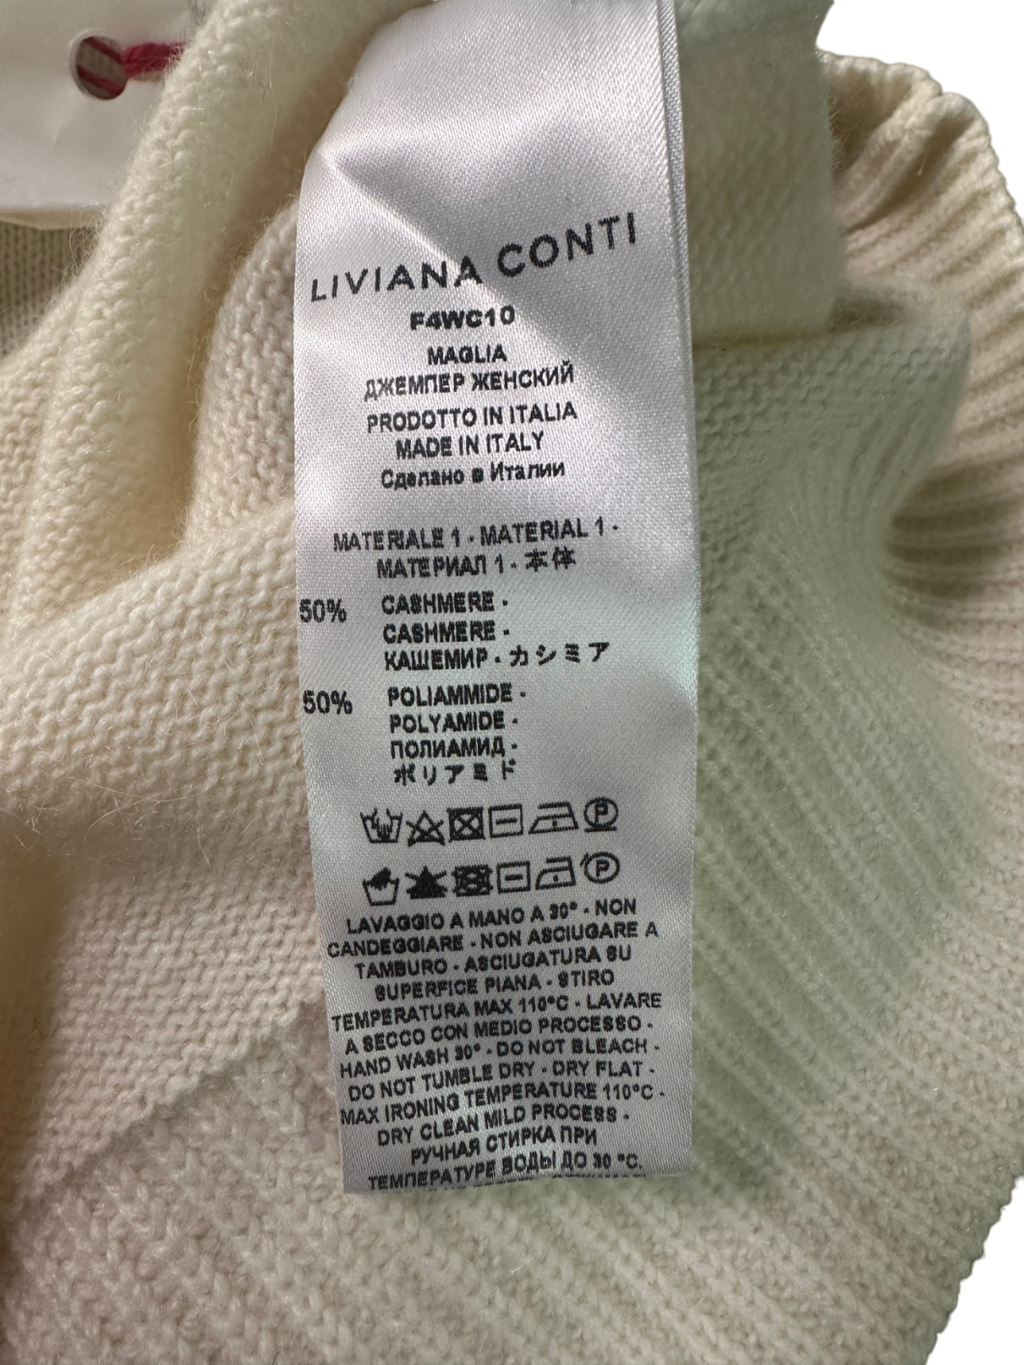 LIVIANA CONTI
F4WC10
MAGLIA
ДЖЕМПЕР ЖЕНСКИЙ
PRODOTTO IN ITALIA
MADE IN ITALY
Сделано в Италии
MATERIALE 1 - MATERIAL 1 -
МАТЕРИАЛ 1 - 本体
50% CASHMERE -
CASHMERE -
КАШЕМИР - カシミア
50% POLIAMMIDE -
POLYAMIDE -
ПОЛИАМИД -
ポリアミド
P
P
LAVAGGIO A MANO A 30° - NON
CANDEGGIARE - NON ASCIUGARE A
TAMBURO - ASCIUGATURA SU
SUPERFICE PIANA - STIRO
TEMPERATURA MAX 110°C - LAVARE
A SECCO CON MEDIO PROCESSO -
HAND WASH 30° - DO NOT BLEACH -
DO NOT TUMBLE DRY - DRY FLAT -
MAX IRONING TEMPERATURE 110°C -
DRY CLEAN MILD PROCESS -
РУЧНАЯ СТИРКА ПРИ
ТЕМПЕРАТУРЕ ВОДЫ ДО 30 °C.